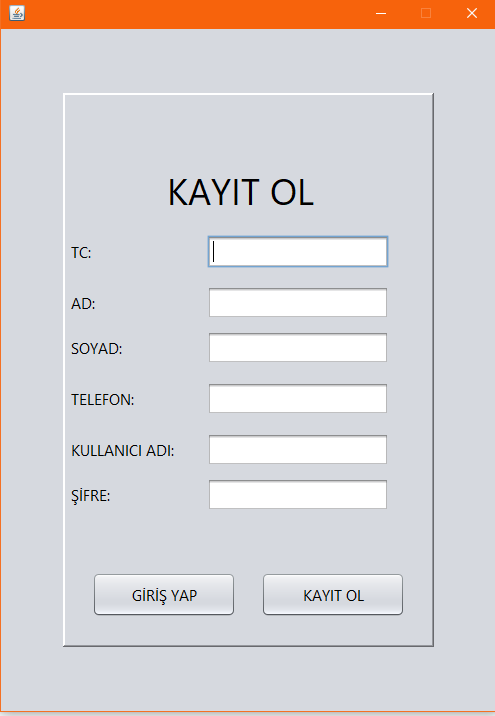 KAYIT OL
TC:
AD:
SOYAD:
TELEFON:
KULLANICI ADI:
ŞİFRE:
GİRİŞ YAP
KAYIT OL